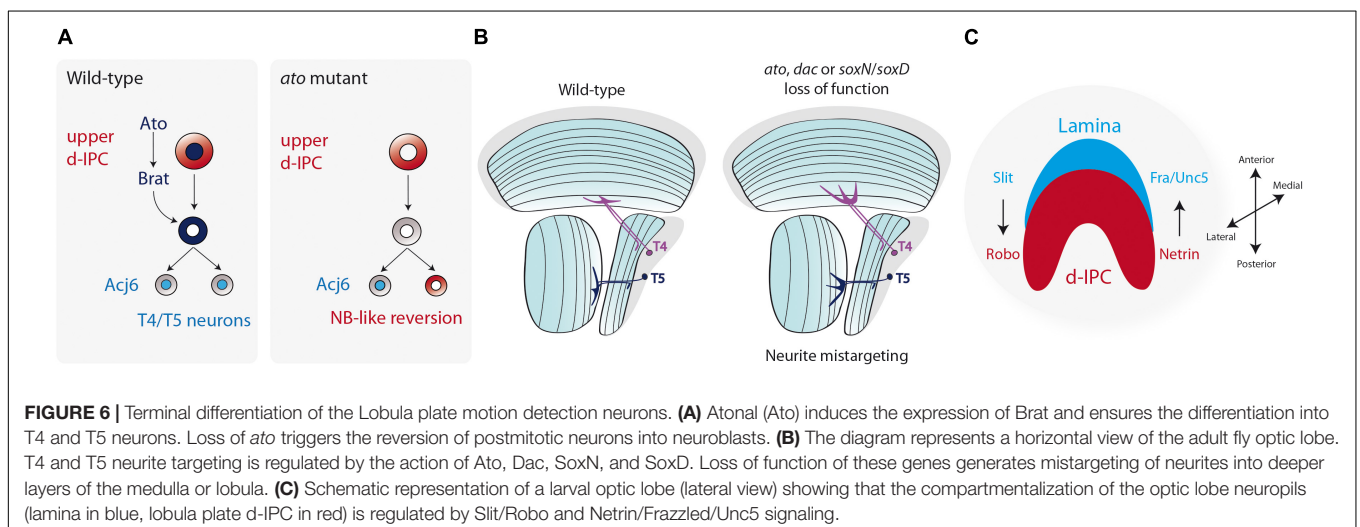 A
Wild-type
Ato
upper
d-IPC
Brat
Acj6
T4/T5 neurons
ato mutant
upper
d-IPC
Acj6
NB-like reversion
B
Wild-type
T4
T5
ato, dac or soxN/soxD
loss of function
T4
T5
Neurite mistargeting
C
Lamina
Slit
Fra/Unc5
Robo
Netrin
d-IPC
Anterior
Medial
Lateral
Posterior
FIGURE 6 | Terminal differentiation of the Lobula plate motion detection neurons. (A) Atonal (Ato) induces the expression of Brat and ensures the differentiation into
T4 and T5 neurons. Loss of ato triggers the reversion of postmitotic neurons into neuroblasts. (B) The diagram represents a horizontal view of the adult fly optic lobe.
T4 and T5 neurite targeting is regulated by the action of Ato, Dac, SoxN, and SoxD. Loss of function of these genes generates mistargeting of neurites into deeper
layers of the medulla or lobula. (C) Schematic representation of a larval optic lobe (lateral view) showing that the compartmentalization of the optic lobe neuropils
(lamina in blue, lobula plate d-IPC in red) is regulated by Slit/Robo and Netrin/Frazzled/Unc5 signaling.